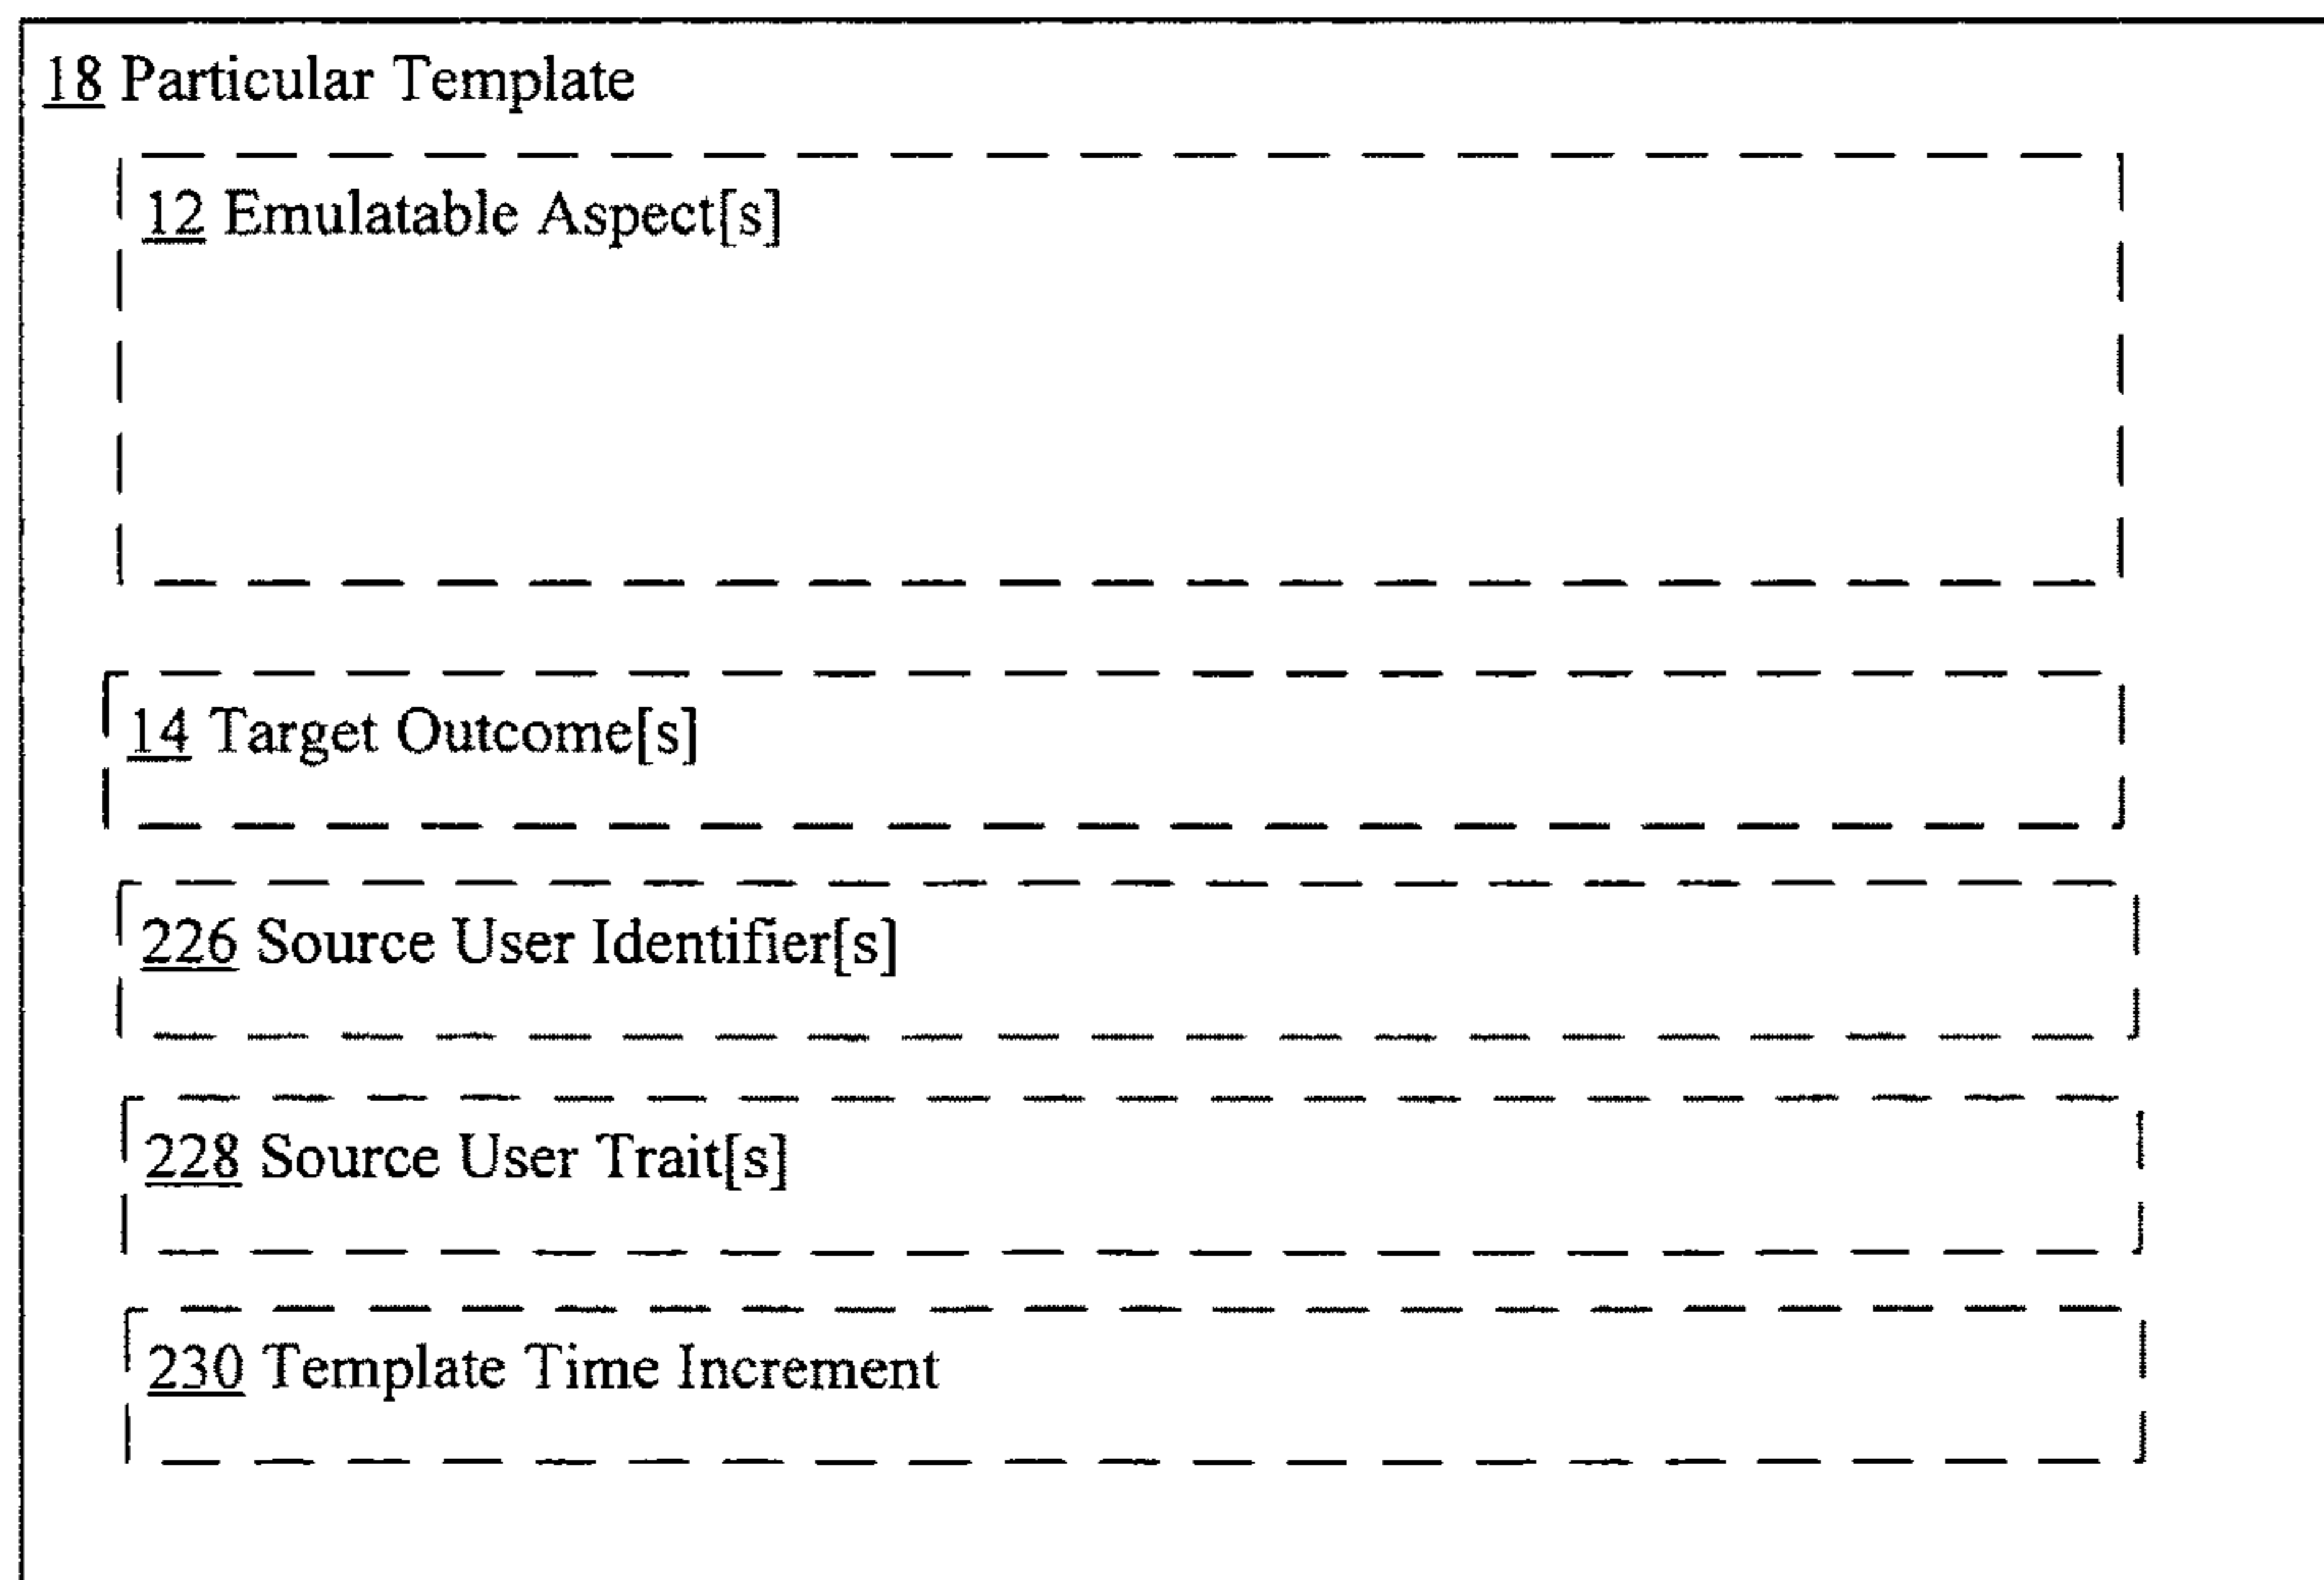 18 Particular Template
12 Emulatable Aspect[s]
14 Target Outcome[s]
226 Source User Identifier[s]
228 Source User Trait[s]
230 Template Time Increment